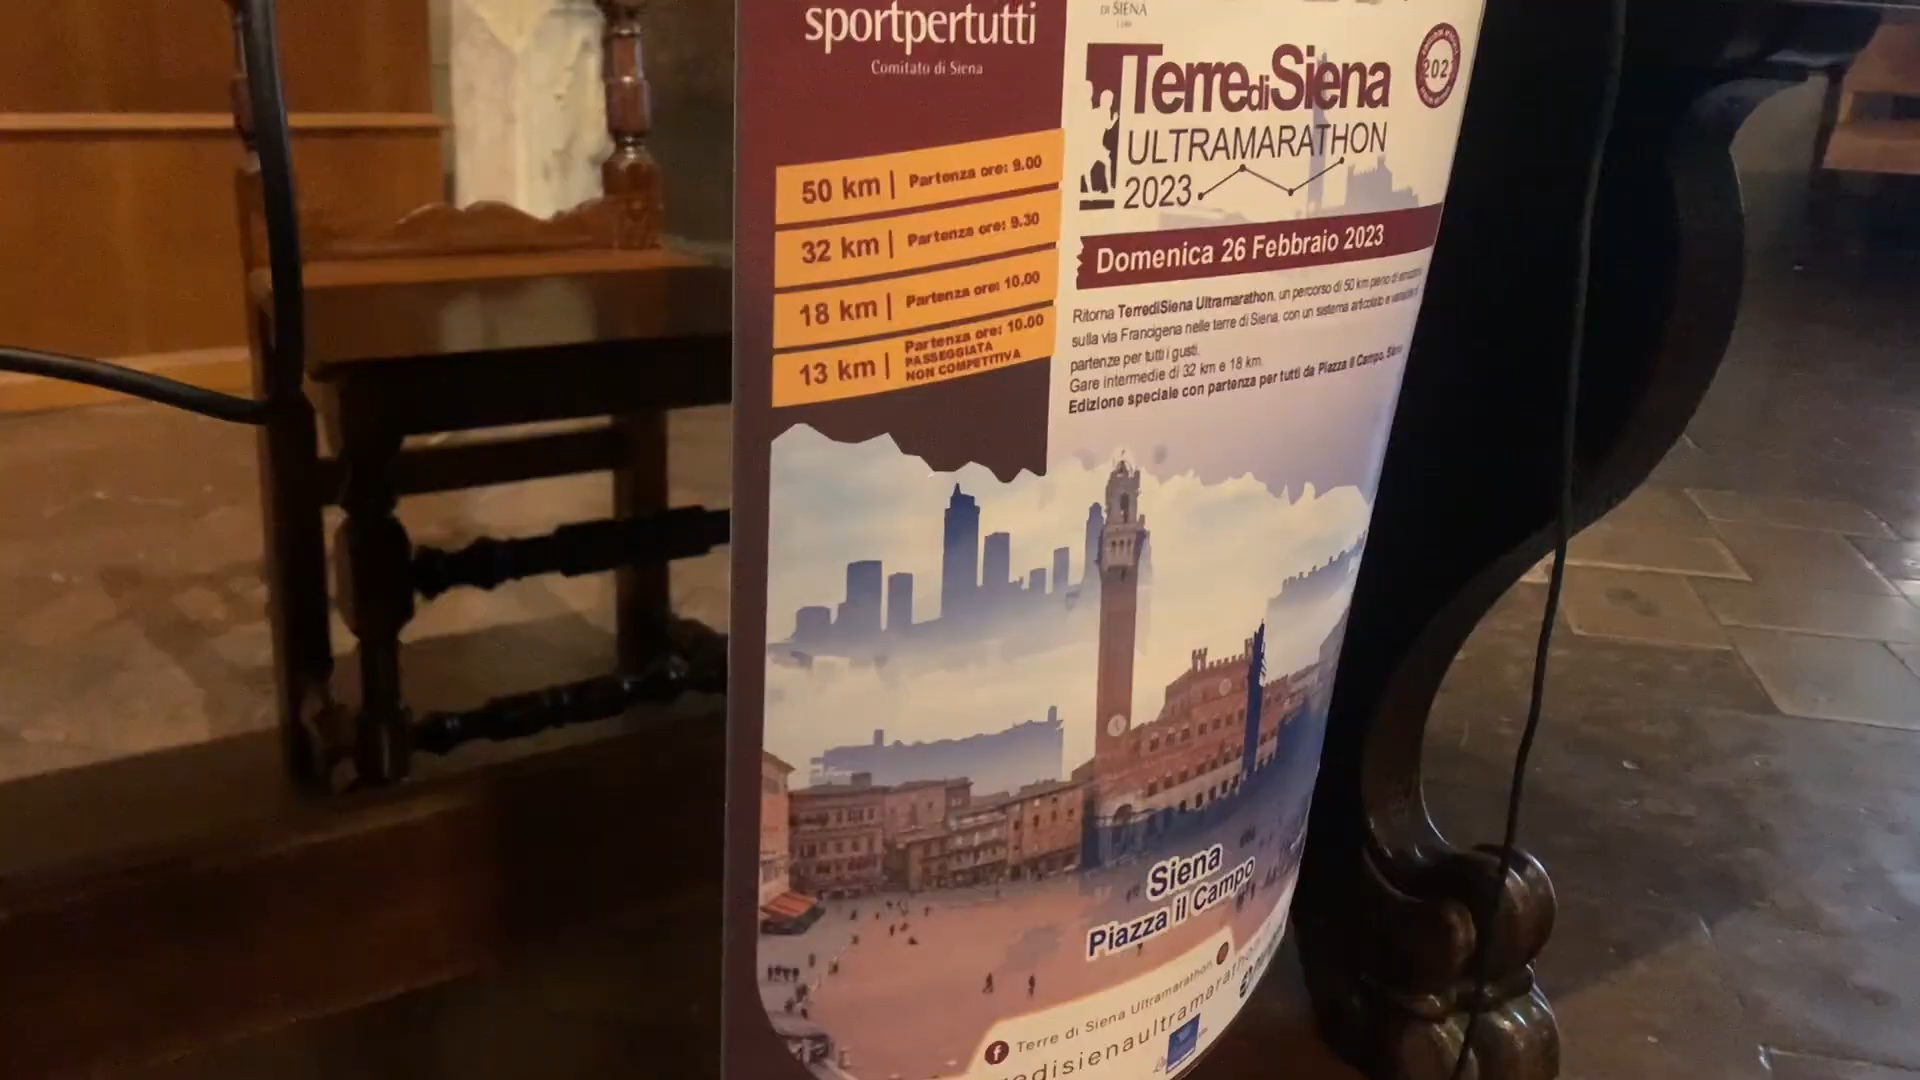 sportpertutti
Comitato di Siena
50 km | Partenza ore: 9.00
32 km | Partenza ore: 9.30
18 km | Partenza ore: 10.00
13 km | Partenza ore: 10.00
PASSEGGIATA
NON COMPETITIVA
DI SIENA
TerrediSiena
ULTRAMARATHON
2023
Domenica 26 Febbraio 2023
Ritorna TerrediSiena Ultramarathon, un percorso di 50 km pieno di emozioni
sulla via Francigena nelle terre di Siena, con un sistema articolato e
partenze per tutti i gusti.
Gare intermedie di 32 km e 18 km.
Edizione speciale con partenza per tutti da Piazza il Campo, Siena
Siena
Piazza il Campo
Terre di Siena Ultramarathon